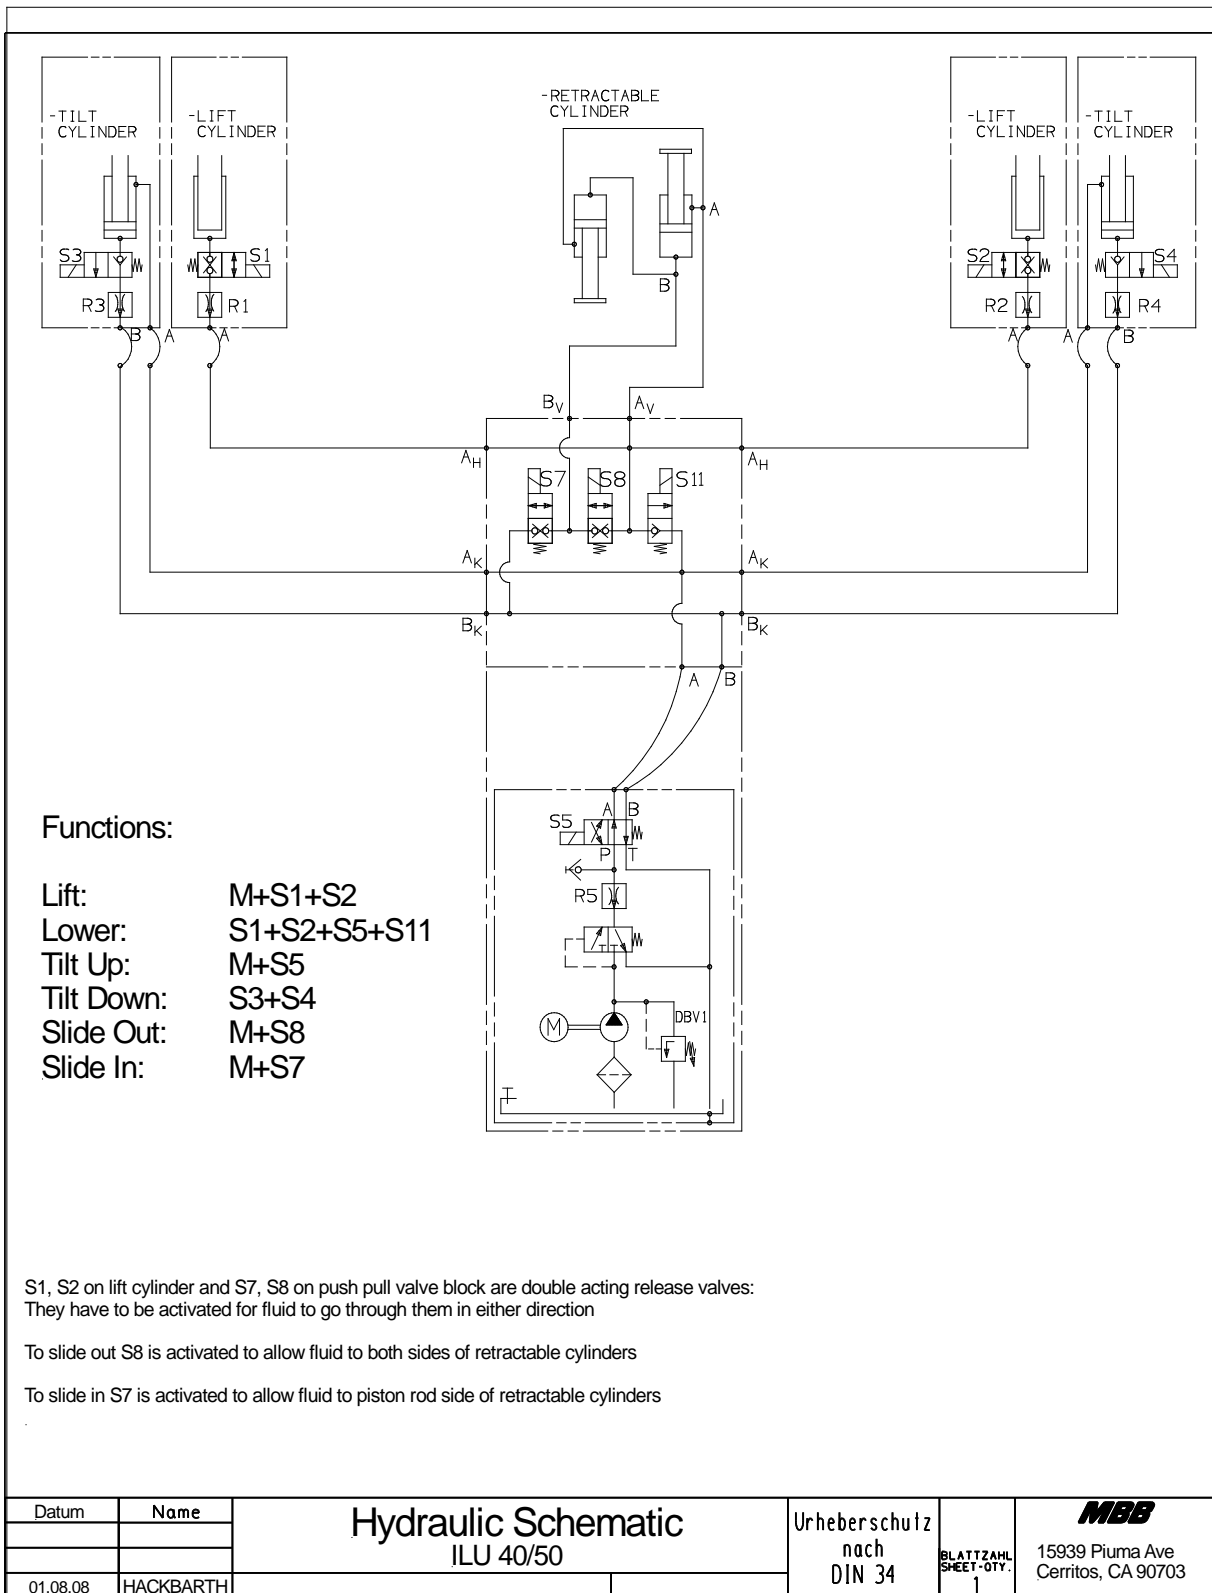 -TILT
CYLINDER
-LIFT
CYLINDER
-RETRACTABLE
CYLINDER
-LIFT
CYLINDER
-TILT
CYLINDER
A
S3
S1
S2
S4
B
R3
R1
R2
R4
B
A
A
A
A
B
BV
AV
AH
AH
S7
S8
S11
AK
AK
BK
BK
A
B
A
B
S5
P
T
R5
M
DBV1
Functions:
Lift: M+S1+S2
Lower: S1+S2+S5+S11
Tilt Up: M+S5
Tilt Down: S3+S4
Slide Out: M+S8
Slide In: M+S7
S1, S2 on lift cylinder and S7, S8 on push pull valve block are double acting release valves:
They have to be activated for fluid to go through them in either direction
To slide out S8 is activated to allow fluid to both sides of retractable cylinders
To slide in S7 is activated to allow fluid to piston rod side of retractable cylinders
Datum
Name
01.08.08
HACKBARTH
Hydraulic Schematic
ILU 40/50
Urheberschutz
nach
DIN 34
BLATTZAHL
SHEET-QTY.
1
MBB
15939 Piuma Ave
Cerritos, CA 90703